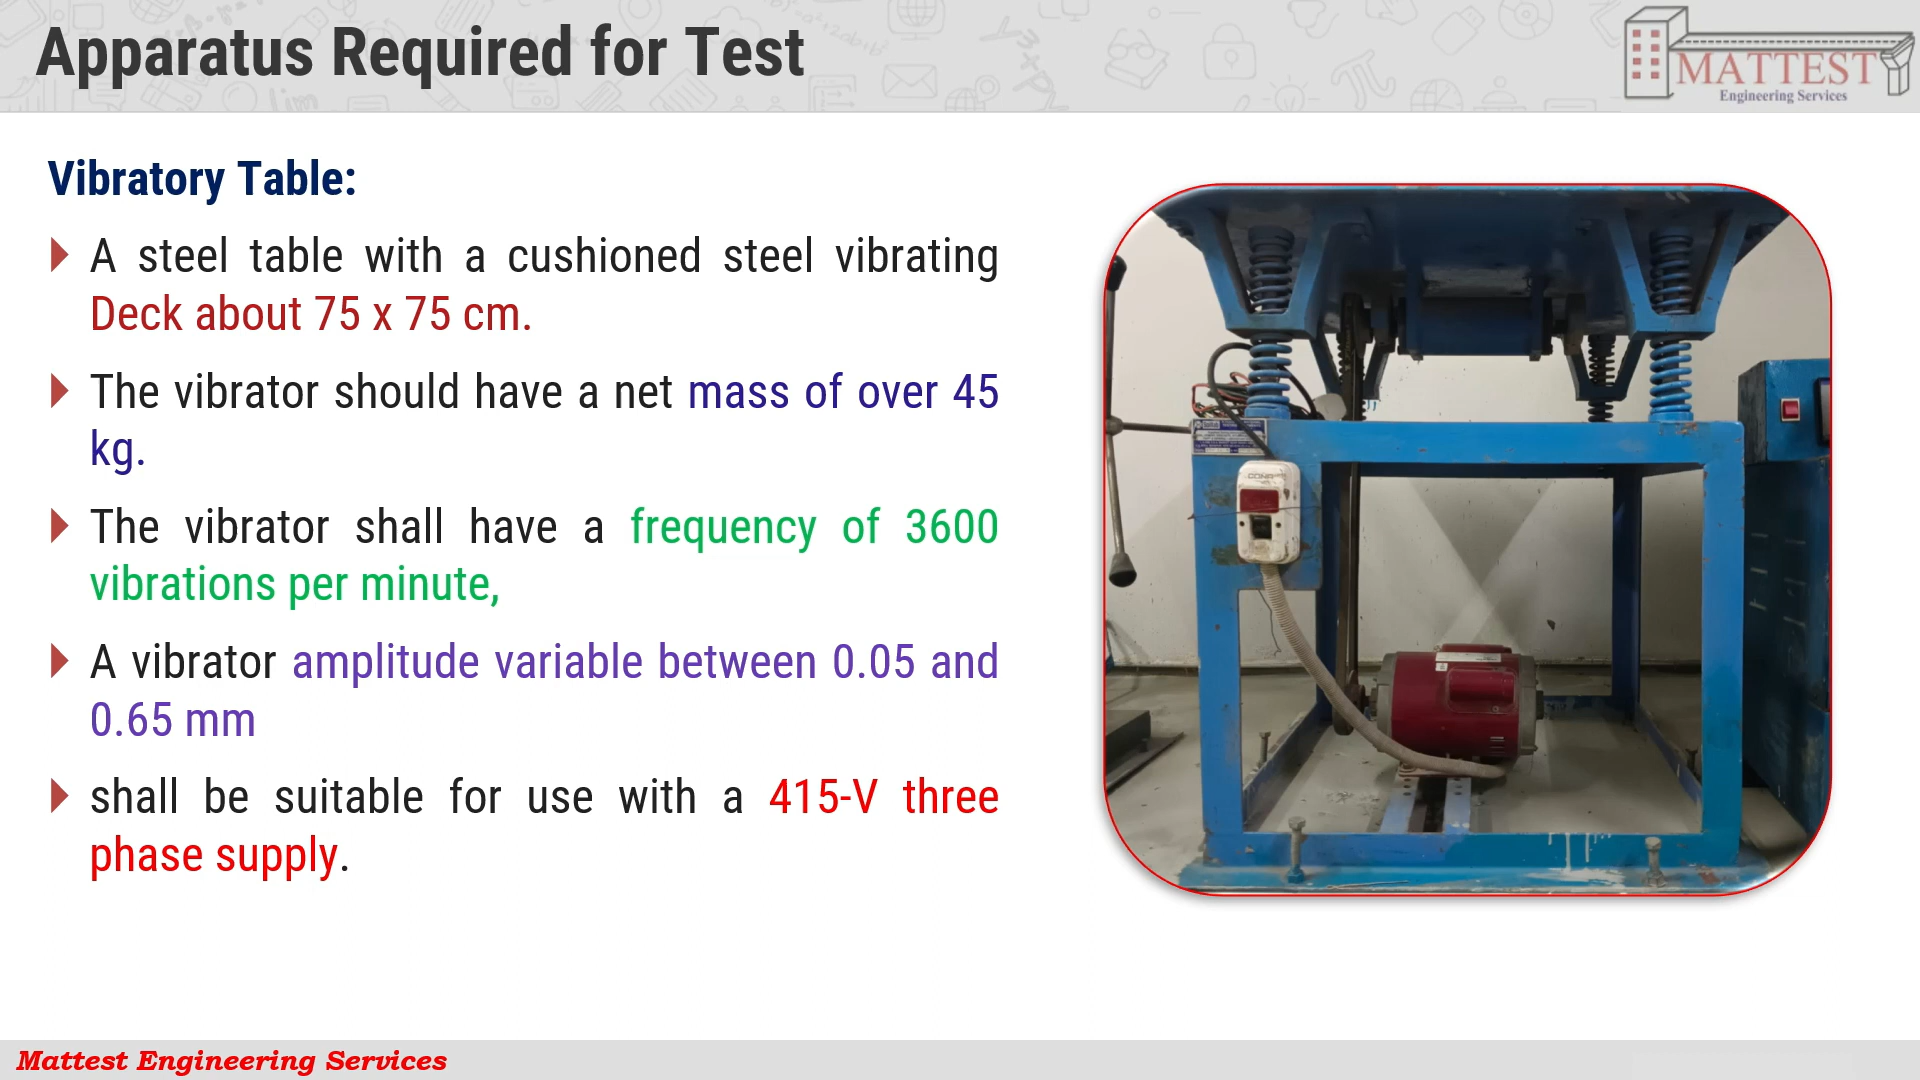 Apparatus Required for Test
MATTEST
Engineering Services
Vibratory Table:
A steel table with a cushioned steel vibrating
Deck about 75 x 75 cm.
The vibrator should have a net mass of over 45
kg.
The vibrator shall have a frequency of 3600
vibrations per minute,
A vibrator amplitude variable between 0.05 and
0.65 mm
shall be suitable for use with a 415-V three
phase supply.
Mattest Engineering Services